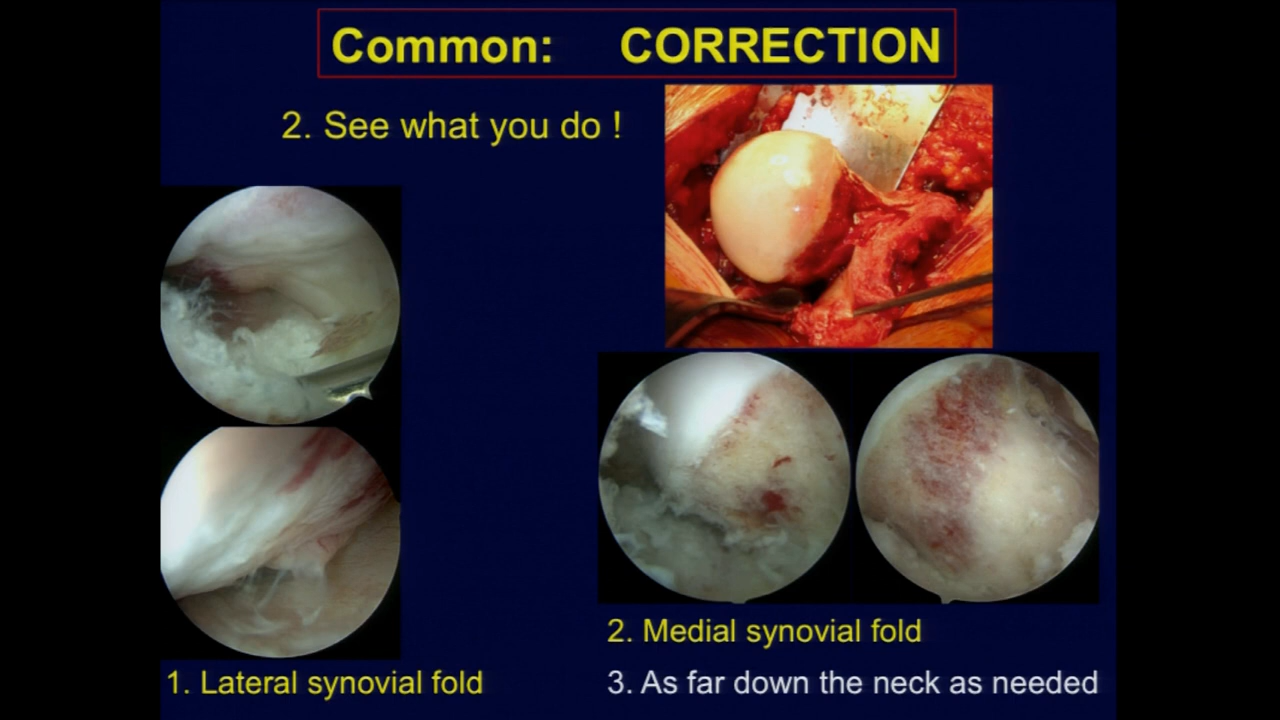 Common: CORRECTION
2. See what you do !
1. Lateral synovial fold
2. Medial synovial fold
3. As far down the neck as needed